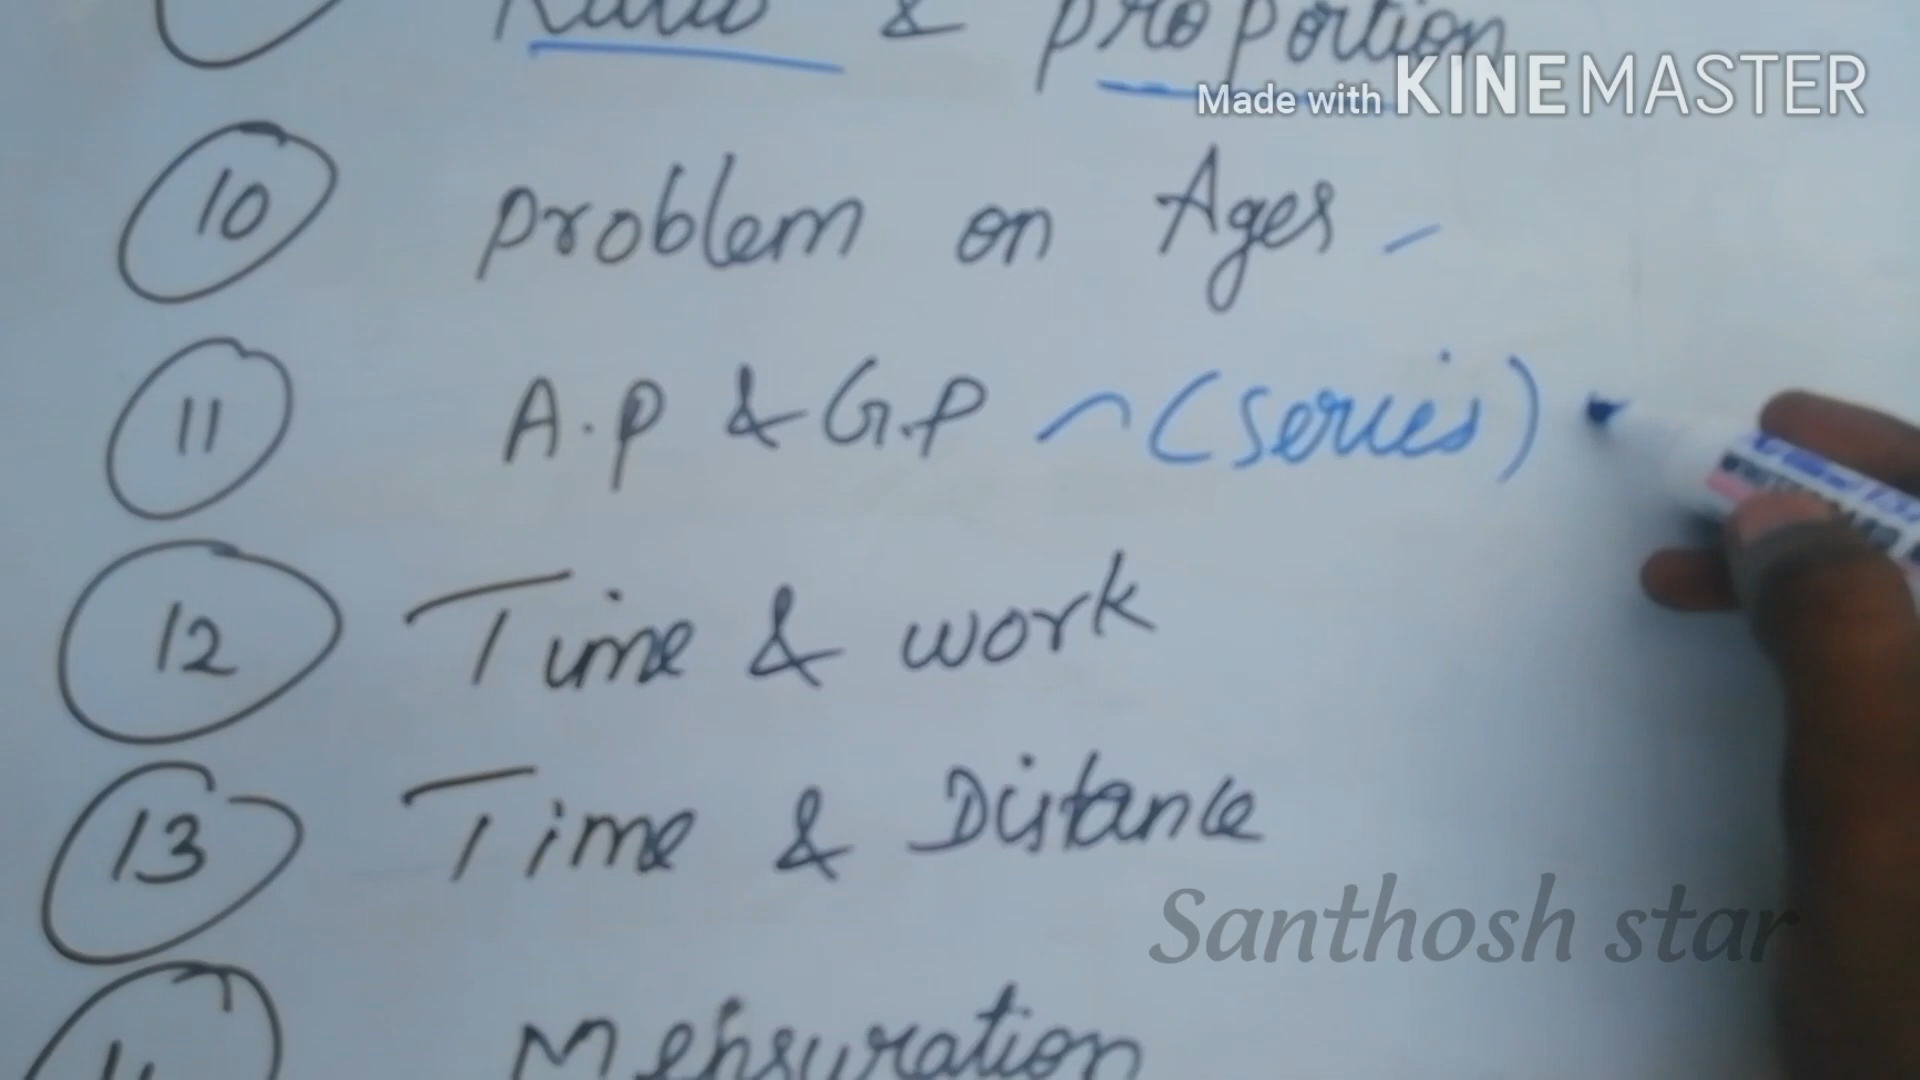 Ratio & proportion
Made with KINEMASTER
10 problem on Ages -
11 A.p & G.P ~ (series)
12 Time & work
13 Time & Distance
Santhosh star
Mensuration